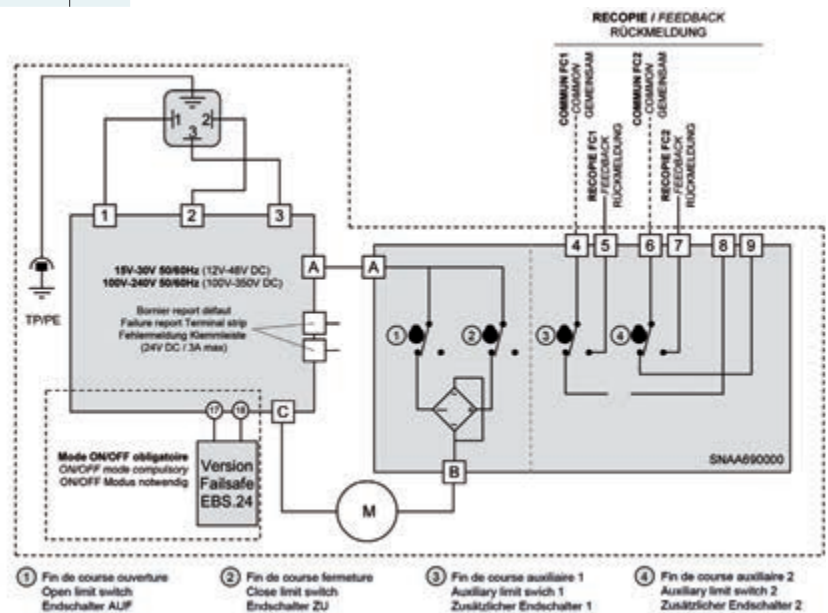 RECOPIE / FEEDBACK
RÜCKMELDUNG
COMMUN FC1
COMMON
GEMEINSAM
RECOPIE FC1
FEEDBACK
RÜCKMELDUNG
COMMUN FC2
COMMON
GEMEINSAM
RECOPIE FC2
FEEDBACK
RÜCKMELDUNG
1 2
3
1 2 3
4 5 6 7 8 9
15V-30V 50/60Hz (12V-48V DC)
100V-240V 50/60Hz (100V-350V DC)
A A
TP/PE
Bornier report défaut
Failure report Terminal strip
Fehlermeldung Klemmleiste
(24V DC / 3A max)
1 2 3 4
17 18 C
Mode ON/OFF obligatoire
ON/OFF mode compulsory
ON/OFF Modus notwendig
Version
Failsafe
EBS.24
SNAA690000
B
M
1 Fin de course ouverture
Open limit switch
Endschalter AUF
2 Fin de course fermeture
Close limit switch
Endschalter ZU
3 Fin de course auxiliaire 1
Auxiliary limit swich 1
Zusätzlicher Endschalter 1
4 Fin de course auxiliaire 2
Auxiliary limit switch 2
Zusätzlicher Endschalter 2